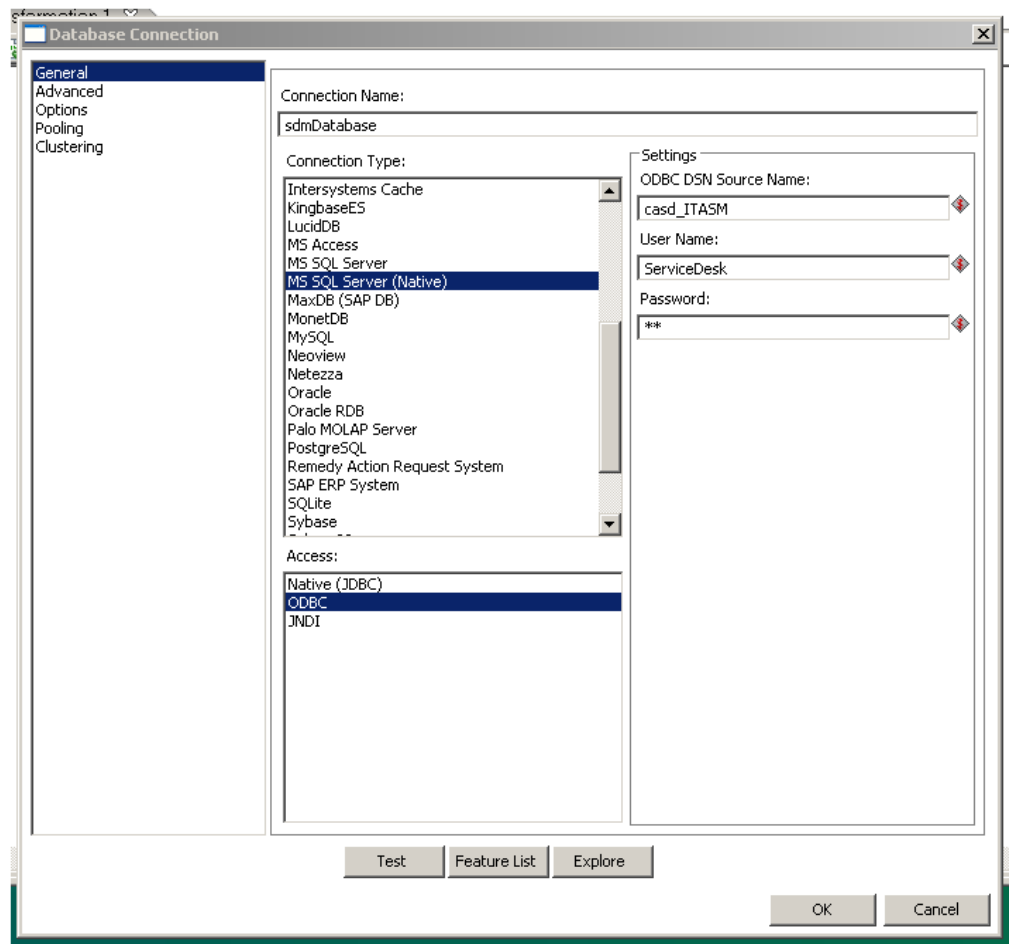 Database Connection
General
Advanced
Options
Pooling
Clustering
Connection Name:
sdmDatabase
Connection Type:
Intersystems Cache
KingbaseES
LucidDB
MS Access
MS SQL Server
MS SQL Server (Native)
MaxDB (SAP DB)
MonetDB
MySQL
Neoview
Netezza
Oracle
Oracle RDB
Palo MOLAP Server
PostgreSQL
Remedy Action Request System
SAP ERP System
SQLite
Sybase
Access:
Native (JDBC)
ODBC
JNDI
Settings
ODBC DSN Source Name:
casd_ITASM
User Name:
ServiceDesk
Password:
**
Test Feature List Explore
OK Cancel